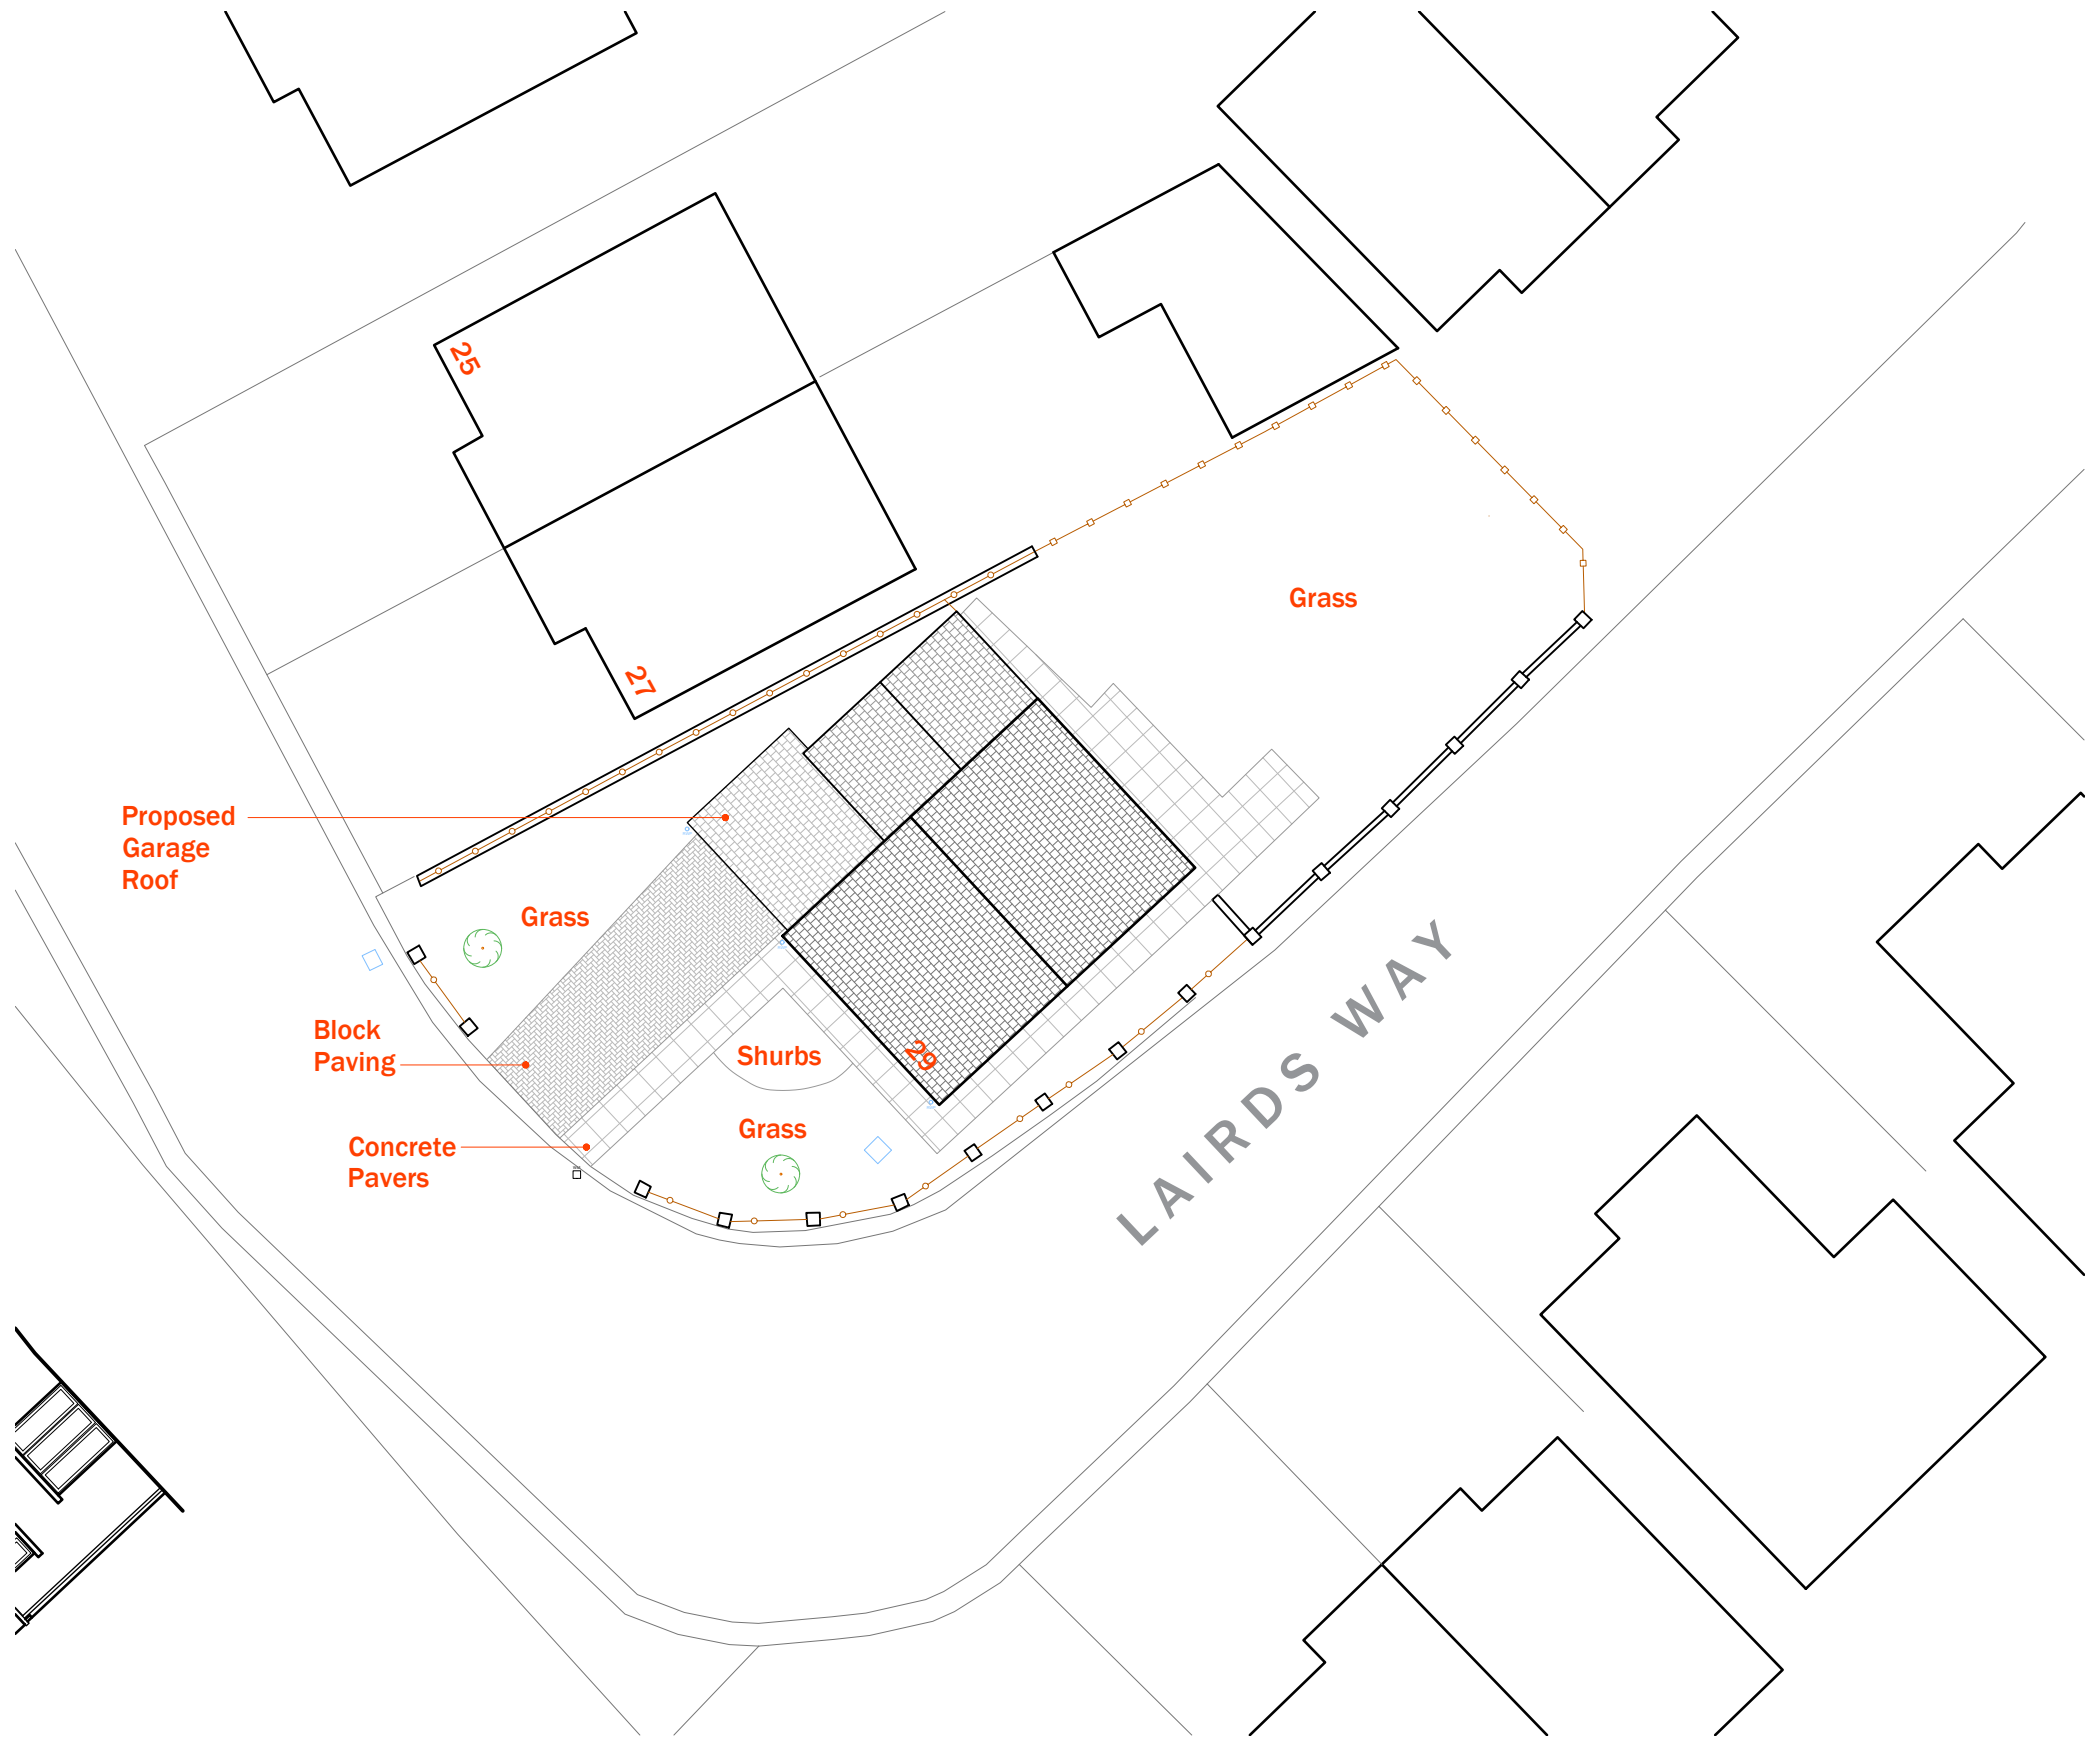 25
Grass
27
Proposed
Garage
Roof
Grass
Block
Paving
Shurbs
29
Grass
Concrete
Pavers
LAIRDS WAY